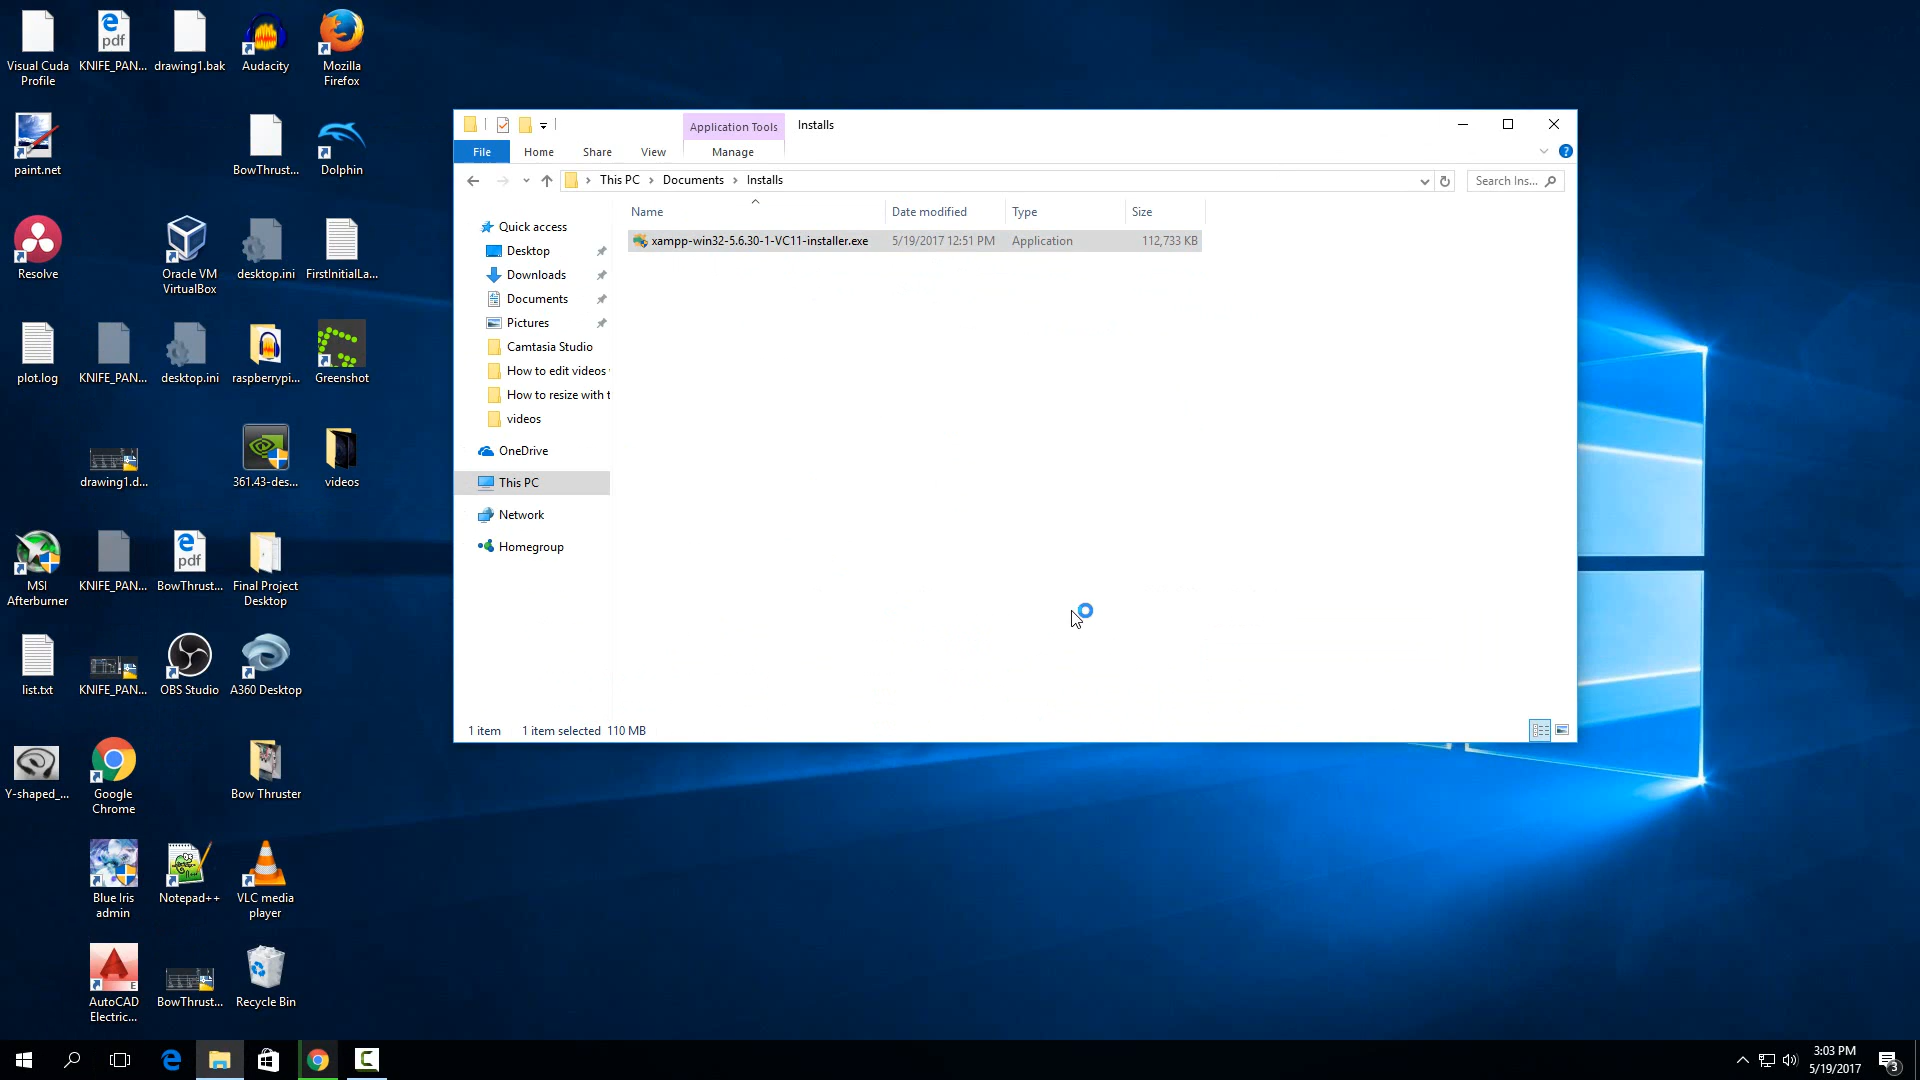 Visual Cuda
Profile
KNIFE_PAN...
drawing1.bak
Audacity
Mozilla
Firefox
paint.net
BowThrust...
Dolphin
Resolve
Oracle VM
VirtualBox
desktop.ini
FirstInitialLa...
plot.log
KNIFE_PAN...
desktop.ini
raspberrypi...
Greenshot
drawing1.d...
361.43-des...
videos
MSI
Afterburner
KNIFE_PAN...
BowThrust...
Final Project
Desktop
list.txt
KNIFE_PAN...
OBS Studio
A360 Desktop
Y-shaped_...
Google
Chrome
Bow Thruster
Blue Iris
admin
Notepad++
VLC media
player
AutoCAD
Electric...
BowThrust...
Recycle Bin
pdf
pdf
Application Tools
Installs
File
Home
Share
View
Manage
This PC
Documents
Installs
Search Ins...
Name
Date modified
Type
Size
xampp-win32-5.6.30-1-VC11-installer.exe
5/19/2017 12:51 PM
Application
112,733 KB
Quick access
Desktop
Downloads
Documents
Pictures
Camtasia Studio
How to edit videos
How to resize with t
videos
OneDrive
This PC
Network
Homegroup
1 item
1 item selected 110 MB
3:03 PM
5/19/2017
3